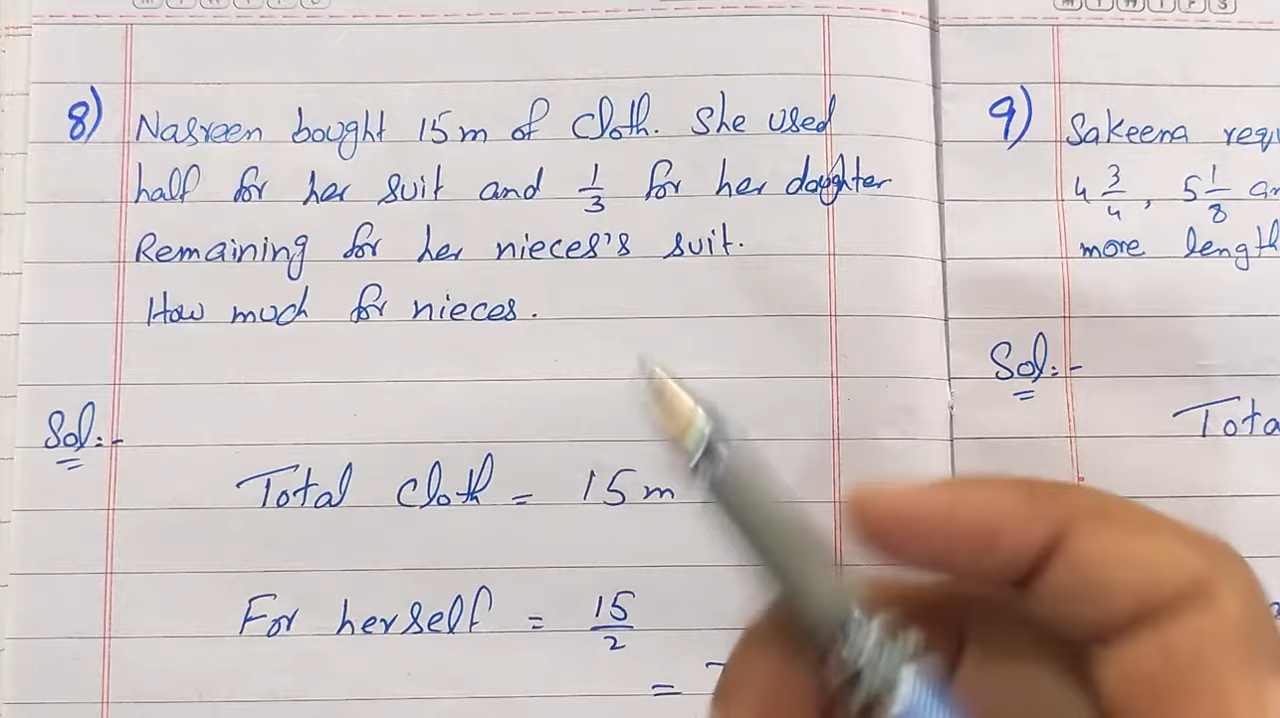 8) Nasreen bought 15m of cloth. She used
half for her suit and 1/3 for her daughter
Remaining for her nieces's suit.
How much for nieces.
Sol:-
Total cloth = 15m
For herself = 15/2
=
9) Sakeena
4 3/4, 5 1/8
more length
Sol:-